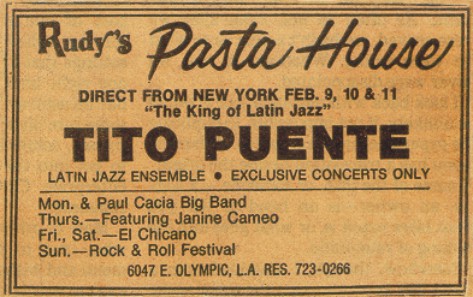 Rudy's Pasta House
DIRECT FROM NEW YORK FEB. 9, 10 & 11
"The King of Latin Jazz"
TITO PUENTE
LATIN JAZZ ENSEMBLE • EXCLUSIVE CONCERTS ONLY
Mon. & Paul Cacia Big Band
Thurs.—Featuring Janine Cameo
Fri., Sat.—El Chicano
Sun.—Rock & Roll Festival
6047 E. OLYMPIC, L.A. RES. 723-0266